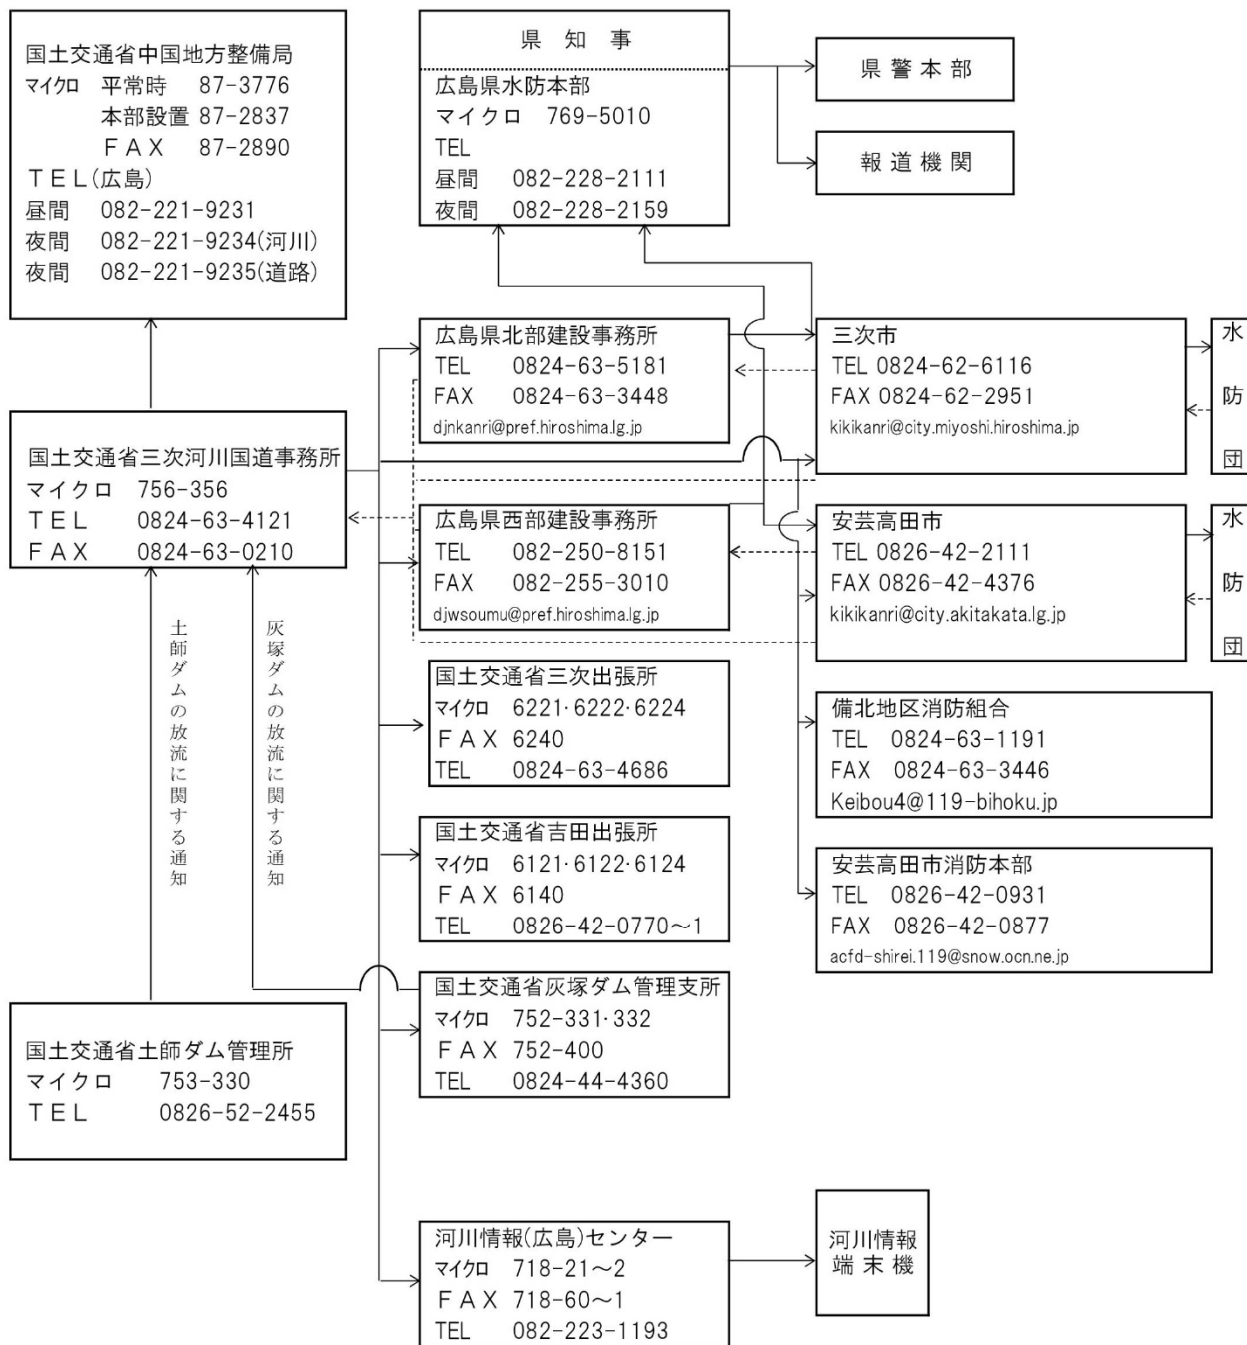 国土交通省中国地方整備局
マイクロ 平常時 87-3776
本部設置 87-2837
ＦＡＸ 87-2890
ＴＥＬ(広島)
昼間 082-221-9231
夜間 082-221-9234(河川)
夜間 082-221-9235(道路)
県知事
広島県水防本部
マイクロ 769-5010
TEL
昼間 082-228-2111
夜間 082-228-2159
県警本部
報道機関
国土交通省三次河川国道事務所
マイクロ 756-356
ＴＥＬ 0824-63-4121
ＦＡＸ 0824-63-0210
広島県北部建設事務所
TEL 0824-63-5181
FAX 0824-63-3448
djnkanri@pref.hiroshima.lg.jp
三次市
TEL 0824-62-6116
FAX 0824-62-2951
kikikanri@city.miyoshi.hiroshima.jp
水防団
広島県西部建設事務所
TEL 082-250-8151
FAX 082-255-3010
djwsoumu@pref.hiroshima.lg.jp
安芸高田市
TEL 0826-42-2111
FAX 0826-42-4376
kikikanri@city.akitakata.lg.jp
水防団
土師ダムの放流に関する通知
灰塚ダムの放流に関する通知
国土交通省三次出張所
マイクロ 6221･6222･6224
ＦＡＸ 6240
TEL 0824-63-4686
備北地区消防組合
TEL 0824-63-1191
FAX 0824-63-3446
Keibou4@119-bihoku.jp
国土交通省吉田出張所
マイクロ 6121･6122･6124
ＦＡＸ 6140
TEL 0826-42-0770～1
安芸高田市消防本部
TEL 0826-42-0931
FAX 0826-42-0877
acfd-shirei.119@snow.ocn.ne.jp
国土交通省土師ダム管理所
マイクロ 753-330
ＴＥＬ 0826-52-2455
国土交通省灰塚ダム管理支所
マイクロ 752-331･332
ＦＡＸ 752-400
TEL 0824-44-4360
河川情報(広島)センター
マイクロ 718-21～2
ＦＡＸ 718-60～1
TEL 082-223-1193
河川情報
端末機